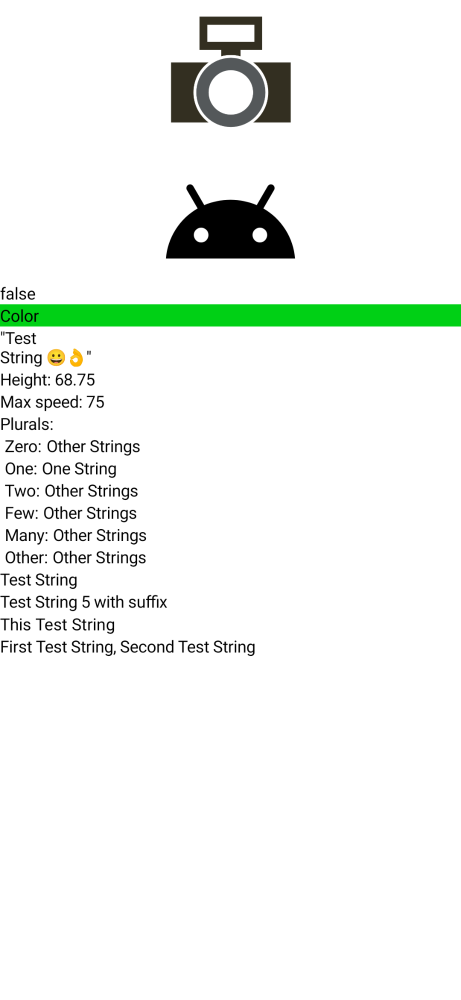 false
Color
"Test
String 😀👌"
Height: 68.75
Max speed: 75
Plurals:
Zero: Other Strings
One: One String
Two: Other Strings
Few: Other Strings
Many: Other Strings
Other: Other Strings
Test String
Test String 5 with suffix
This Test String
First Test String, Second Test String